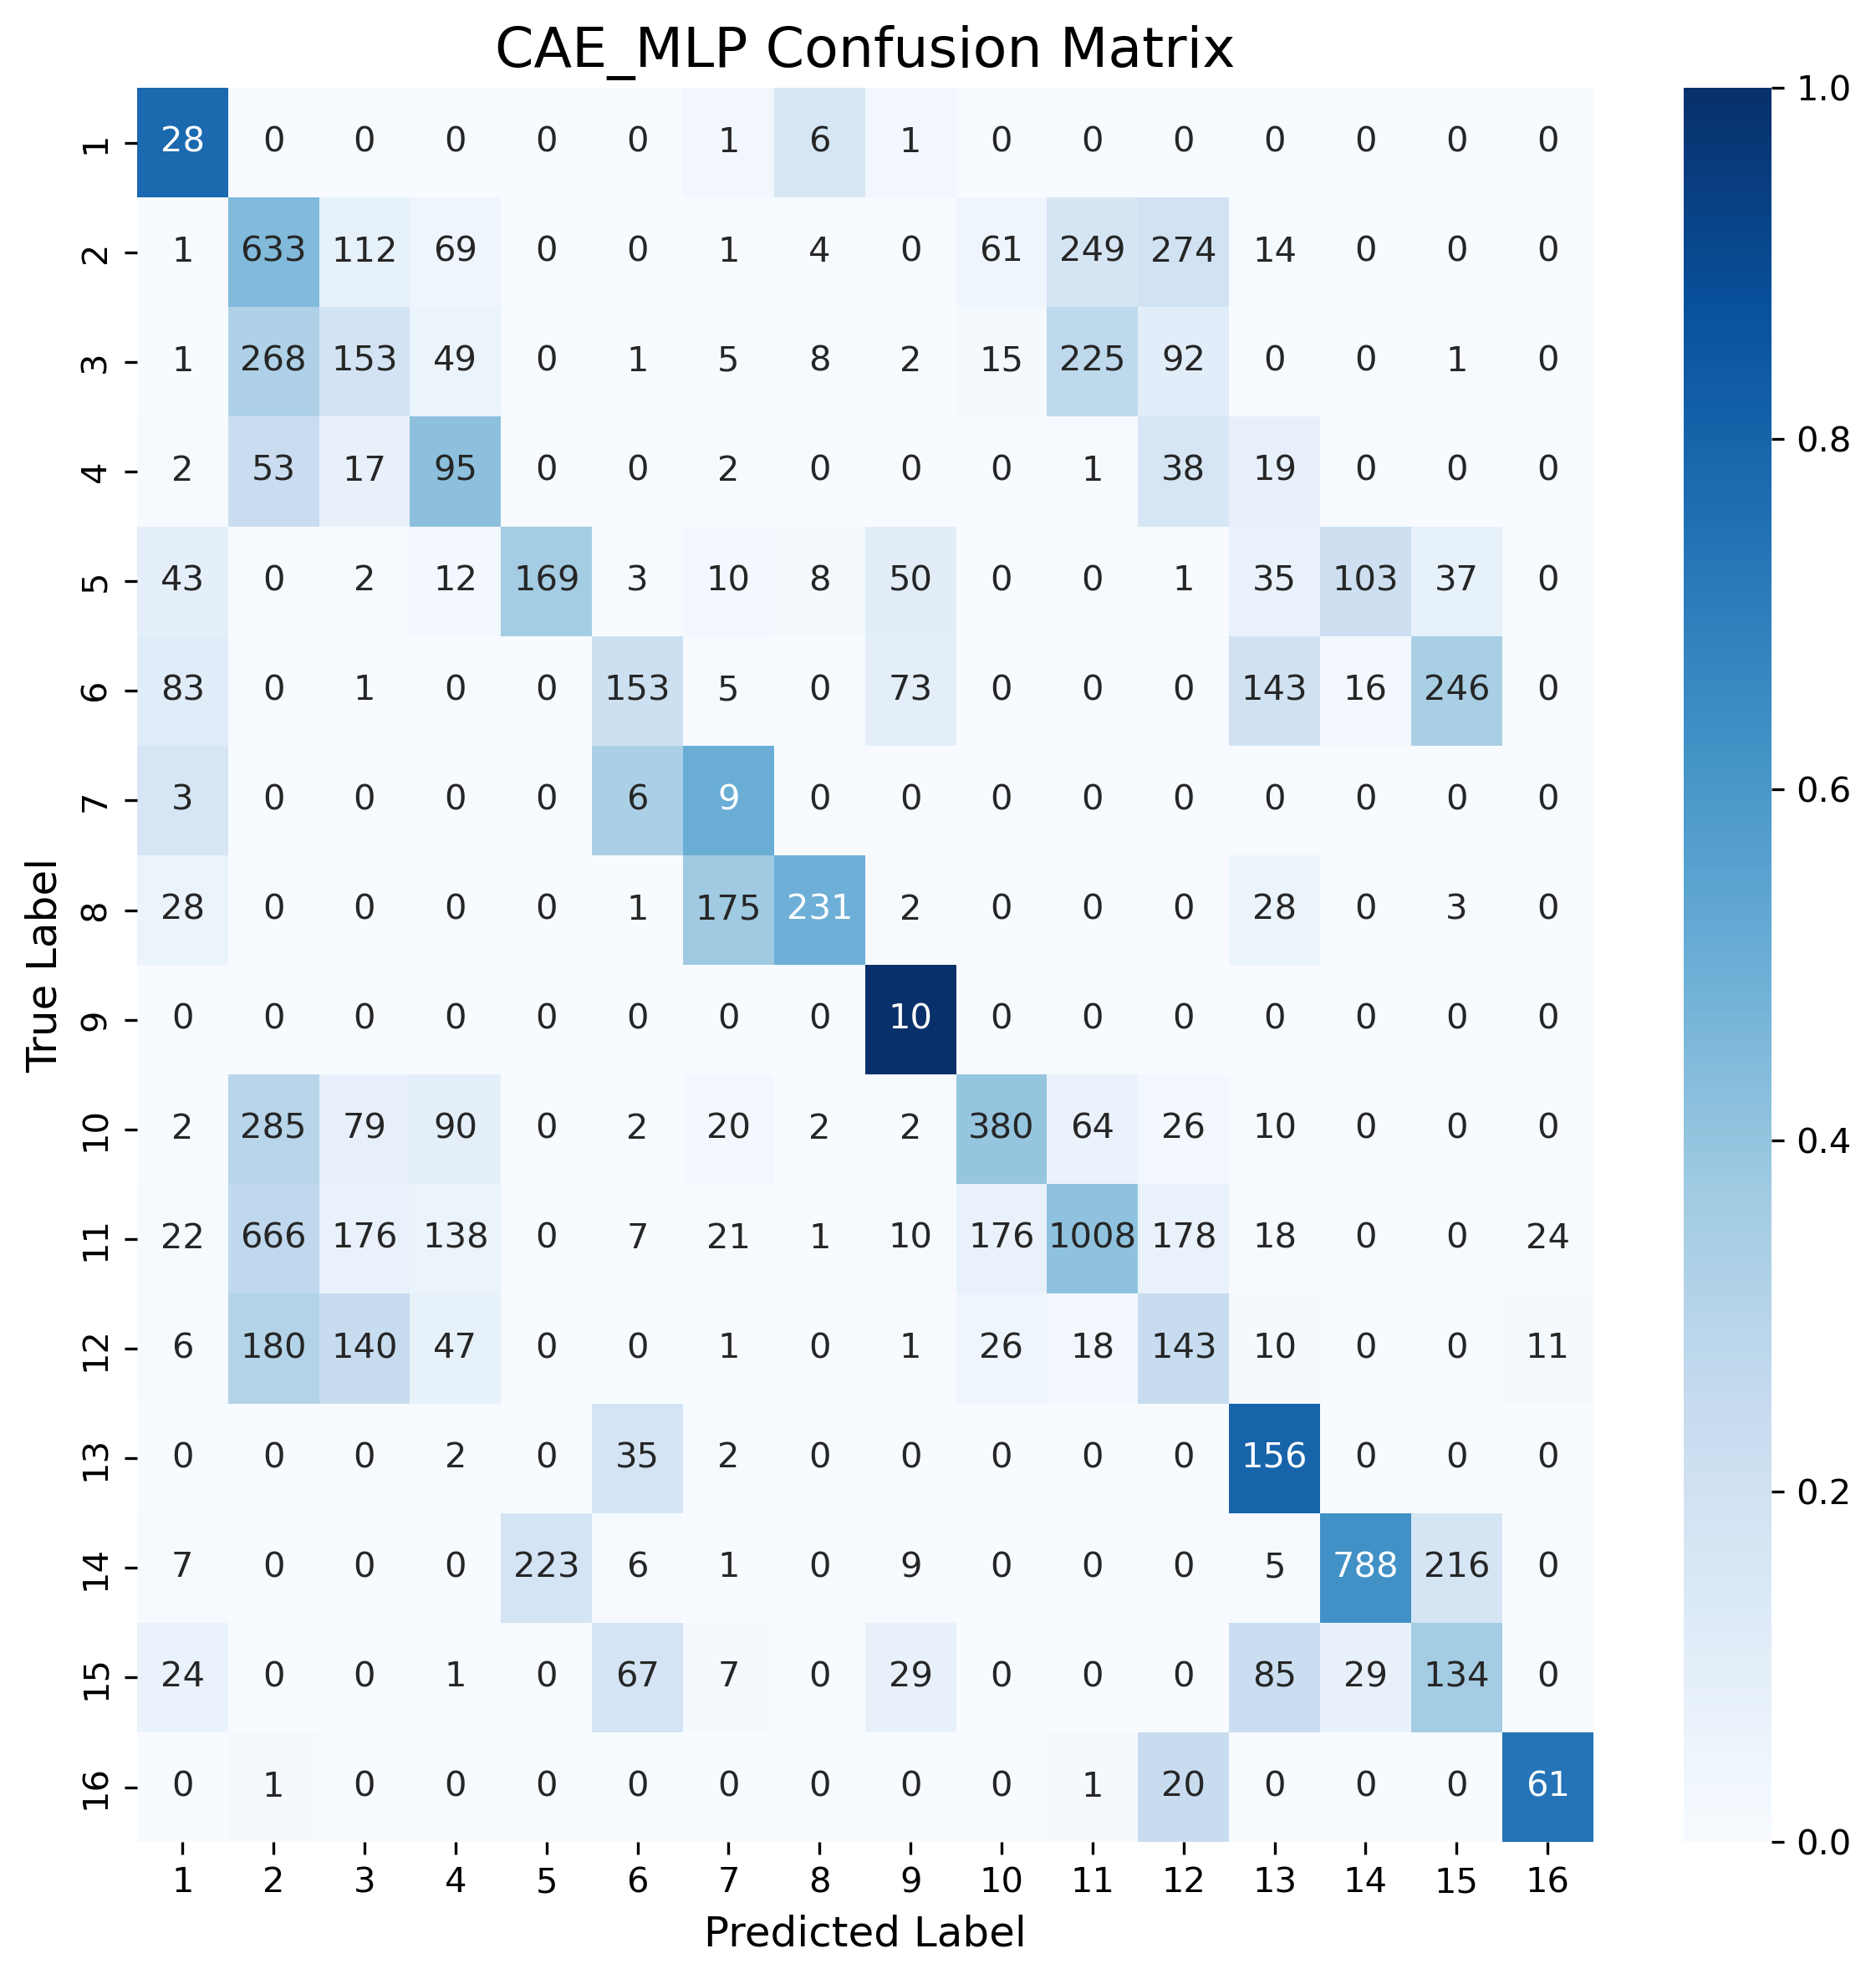 CAE_MLP Confusion Matrix
1 28 0 0 0 0 0 1 6 1 0 0 0 0 0 0 0
2 1 633 112 69 0 0 1 4 0 61 249 274 14 0 0 0
3 1 268 153 49 0 1 5 8 2 15 225 92 0 0 1 0
4 2 53 17 95 0 0 2 0 0 0 1 38 19 0 0 0
5 43 0 2 12 169 3 10 8 50 0 0 1 35 103 37 0
6 83 0 1 0 0 153 5 0 73 0 0 0 143 16 246 0
7 3 0 0 0 0 6 9 0 0 0 0 0 0 0 0 0
8 28 0 0 0 0 1 175 231 2 0 0 0 28 0 3 0
9 0 0 0 0 0 0 0 0 10 0 0 0 0 0 0 0
10 2 285 79 90 0 2 20 2 2 380 64 26 10 0 0 0
11 22 666 176 138 0 7 21 1 10 176 1008 178 18 0 0 24
12 6 180 140 47 0 0 1 0 1 26 18 143 10 0 0 11
13 0 0 0 2 0 35 2 0 0 0 0 0 156 0 0 0
14 7 0 0 0 223 6 1 0 9 0 0 0 5 788 216 0
15 24 0 0 1 0 67 7 0 29 0 0 0 85 29 134 0
16 0 1 0 0 0 0 0 0 0 0 1 20 0 0 0 61
1 2 3 4 5 6 7 8 9 10 11 12 13 14 15 16
Predicted Label
True Label
1.0
0.8
0.6
0.4
0.2
0.0